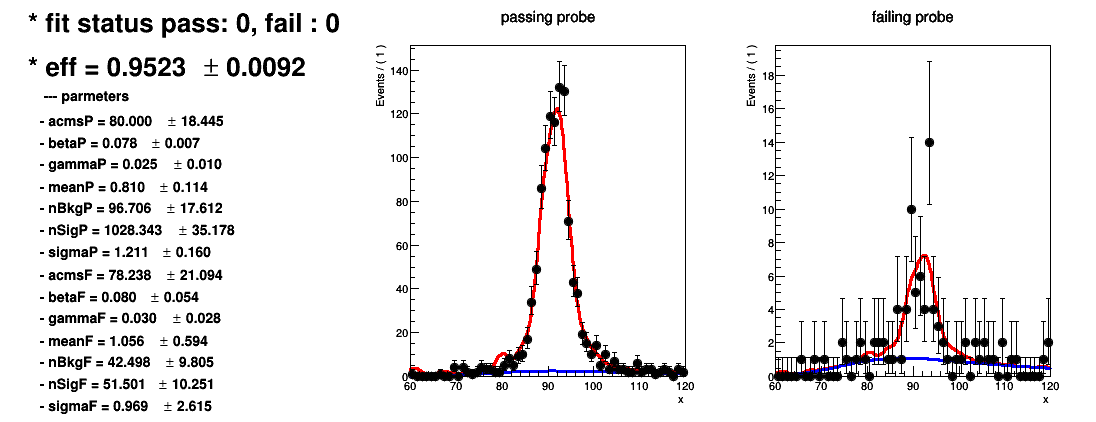 * fit status pass: 0, fail : 0
* eff = 0.9523 ± 0.0092
--- parmeters
- acmsP = 80.000 ± 18.445
- betaP = 0.078 ± 0.007
- gammaP = 0.025 ± 0.010
- meanP = 0.810 ± 0.114
- nBkgP = 96.706 ± 17.612
- nSigP = 1028.343 ± 35.178
- sigmaP = 1.211 ± 0.160
- acmsF = 78.238 ± 21.094
- betaF = 0.080 ± 0.054
- gammaF = 0.030 ± 0.028
- meanF = 1.056 ± 0.594
- nBkgF = 42.498 ± 9.805
- nSigF = 51.501 ± 10.251
- sigmaF = 0.969 ± 2.615
passing probe
Events / ( 1 )
140
120
100
80
60
40
20
0
60 70 80 90 100 110 120
x
failing probe
Events / ( 1 )
18
16
14
12
10
8
6
4
2
0
60 70 80 90 100 110 120
x